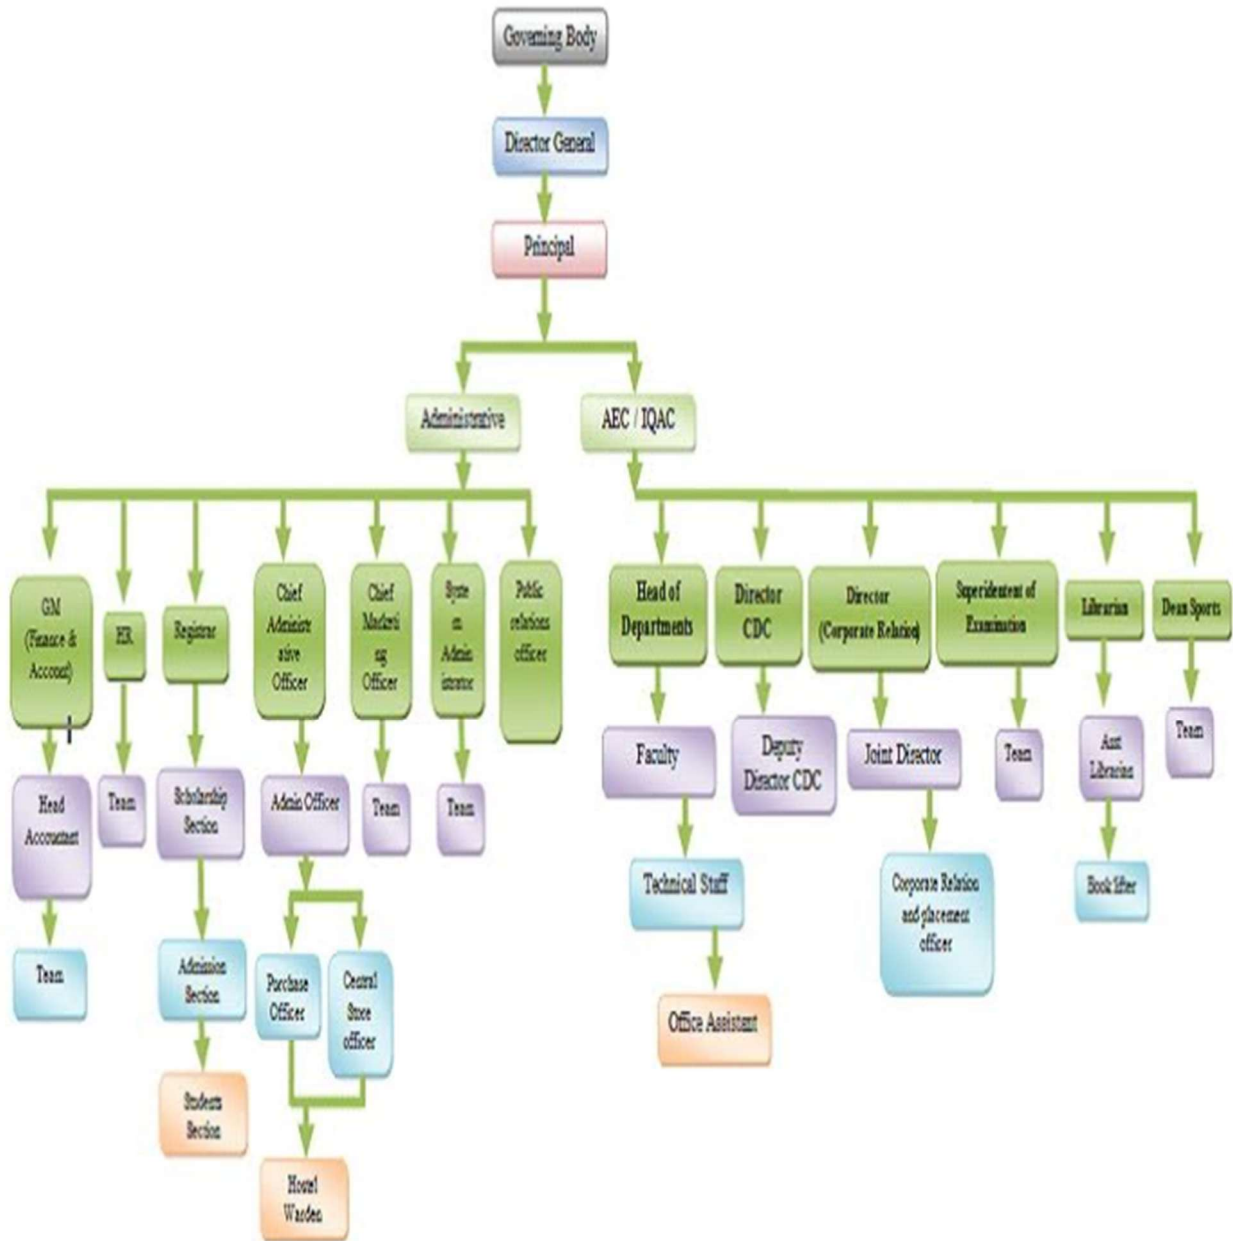 Governing Body
Director General
Principal
Administrative
AEC / IQAC
GM
(Finance &
Account)
HR
Registrar
Chief
Administr
ative
Officer
Chief
Marketi
ng
Officer
Syste
m
Admin
istrator
Public
relations
officer
Head of
Departments
Director
CDC
Director
(Corporate Relation)
Superidentent of
Examination
Librarian
Dean Sports
Head
Accountant
Team
Scholarship
Section
Admin Officer
Team
Team
Faculty
Deputy
Director CDC
Joint Director
Team
Asst
Librarian
Team
Team
Admission
Section
Purchase
Officer
Central
Store
officer
Technical Staff
Corporate Relation
and placement
officer
Book lifter
Students
Section
Office Assistent
Hostel
Warden